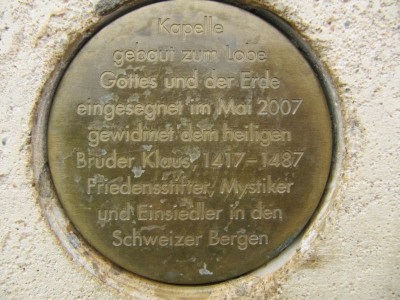 Kapelle
gebaut zum Lobe
Gottes und der Erde
eingesegnet im Mai 2007
gewidmet dem heiligen
Bruder Klaus 1417–1487
Friedensstifter, Mystiker
und Einsiedler in den
Schweizer Bergen